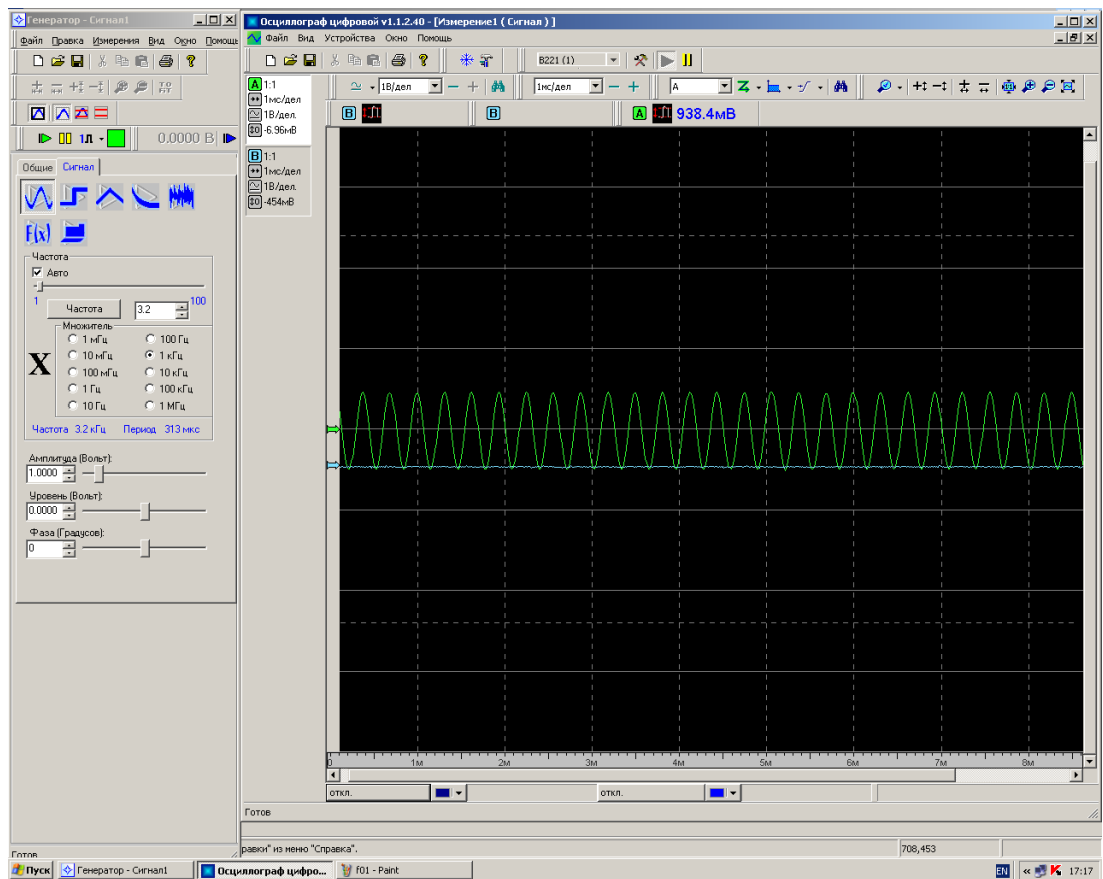 Генератор - Сигнал1
Файл Правка Измерения Вид Окно Помощь
0.0000 В
Общие Сигнал
F(x)
Частота
Авто
1 100
Частота 3.2
Множитель
X
1 мГц 100 Гц
10 мГц 1 кГц
100 мГц 10 кГц
1 Гц 100 кГц
10 Гц 1 МГц
Частота 3.2 кГц Период 313 мкс
Амплитуда (Вольт):
1.0000
Уровень (Вольт):
0.0000
Фаза (Градусов):
0
Готов
Осциллограф цифровой v1.1.2.40 - [Измерение1 ( Сигнал ) ]
Файл Вид Устройства Окно Помощь
B221 (1)
A 1:1
1мс/дел
1В/дел.
-6.96мВ
B 1:1
1мс/дел
1В/дел.
-454мВ
1В/дел 1мс/дел A
B B A 938.4мВ
0 1м 2м 3м 4м 5м 6м 7м 8м
откл. откл.
Готов
равки" из меню "Справка". 708,453
Пуск Генератор - Сигнал1 Осциллограф цифро... f01 - Paint EN 17:17